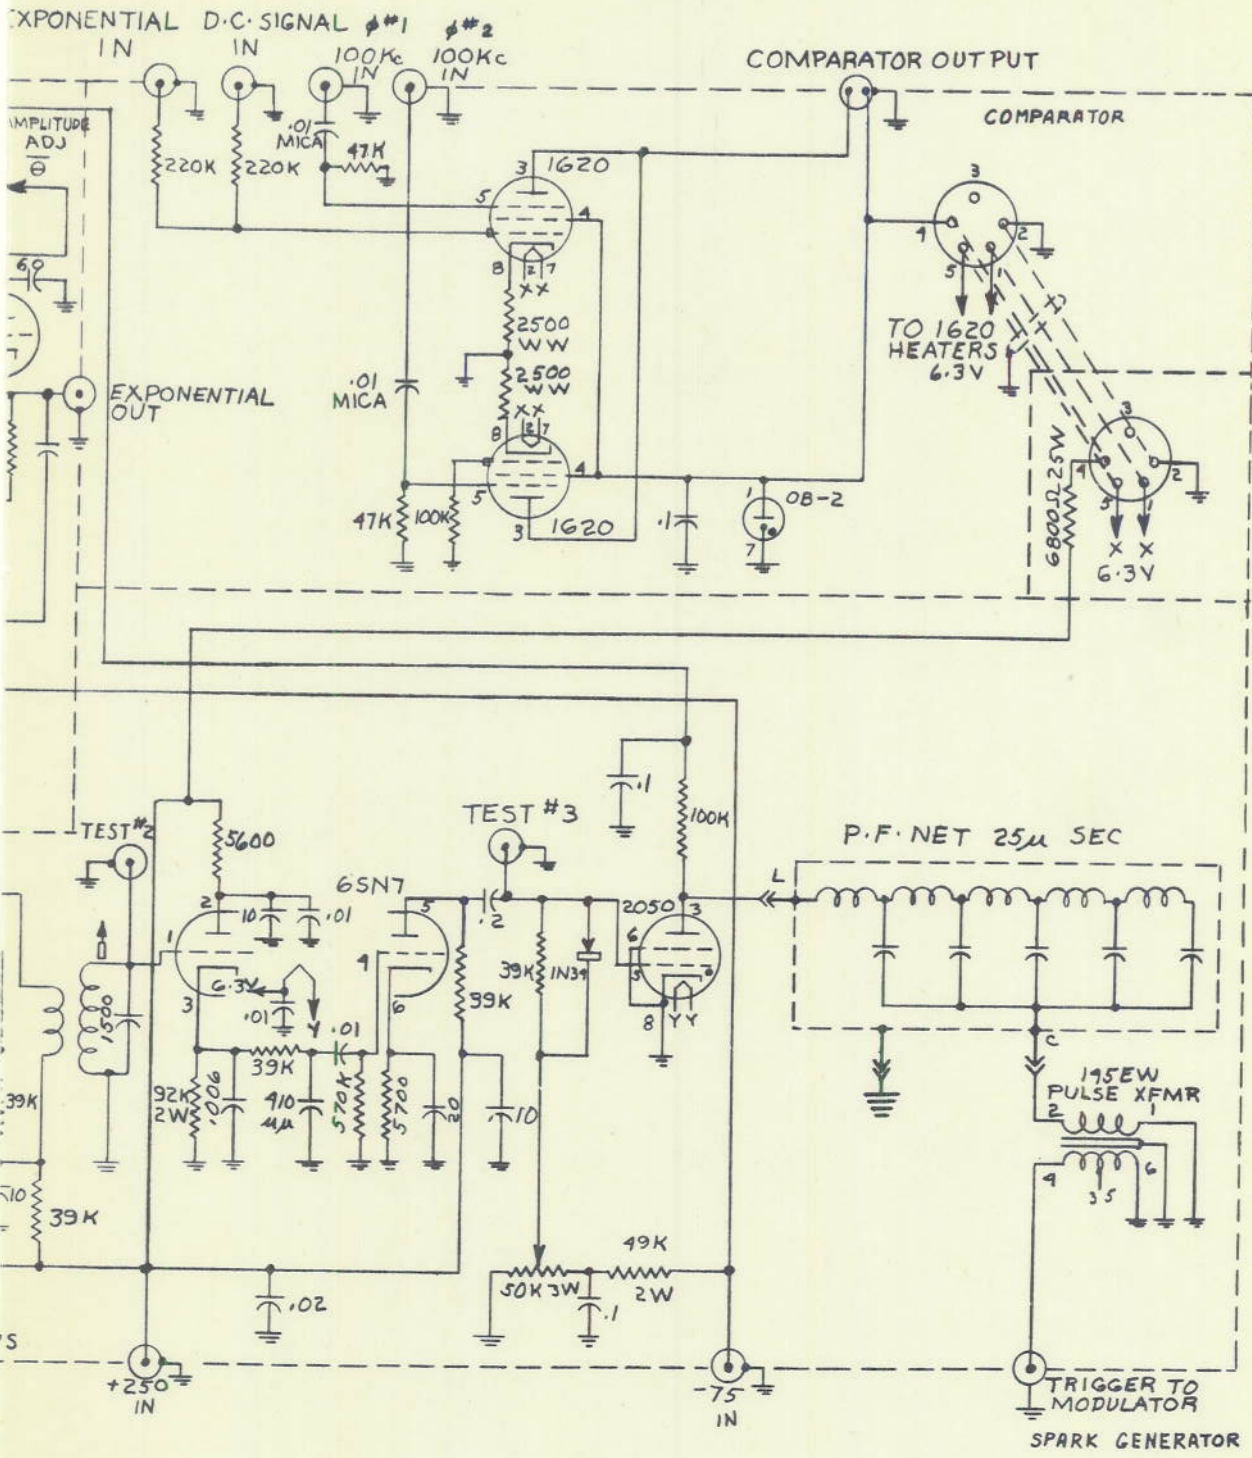 EXPONENTIAL IN
D.C. SIGNAL IN
ø#1 100Kc IN
ø#2 100Kc IN
COMPARATOR OUTPUT
COMPARATOR
AMPLITUDE ADJ
θ
.01 MICA
47K
220K
220K
3
1620
5
4
8
2
7
X X
2500 WW
2500 WW
X X
8
2
7
4
5
3
1620
.01 MICA
47K
100K
.1
1
OB-2
7
3
4
2
5
1
TO 1620 HEATERS 6.3V
3
4
2
5
1
X X
6.3V
6800Ω 25W
60
EXPONENTIAL OUT
TEST #2
5600
2
10
.01
1
3
6.3V
.01
Y
1500
6SN7
5
4
6
.01
39K
92K 2W
.006
910 µµ
570K
5700
20
39K
.10
.2
TEST #3
39K
1N34
.1
100K
2050
3
6
5
8
Y Y
L
P.F. NET 25µ SEC
C
195EW PULSE XFMR
2
1
4
3 5
6
39K
10
39K
.02
50K 3W
.1
49K
2W
+250 IN
-75 IN
TRIGGER TO MODULATOR
SPARK GENERATOR